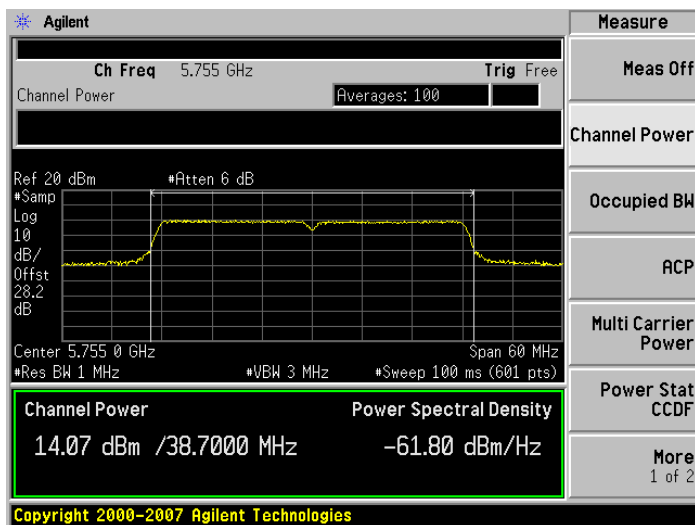 Agilent
Measure
Ch Freq 5.755 GHz Trig Free
Channel Power Averages: 100
Meas Off
Channel Power
Occupied BW
ACP
Multi Carrier
Power
Power Stat
CCDF
More
1 of 2
Ref 20 dBm #Atten 6 dB
#Samp
Log
10
dB/
Offst
28.2
dB
Center 5.755 0 GHz Span 60 MHz
#Res BW 1 MHz #VBW 3 MHz #Sweep 100 ms (601 pts)
Channel Power Power Spectral Density
14.07 dBm /38.7000 MHz -61.80 dBm/Hz
Copyright 2000-2007 Agilent Technologies